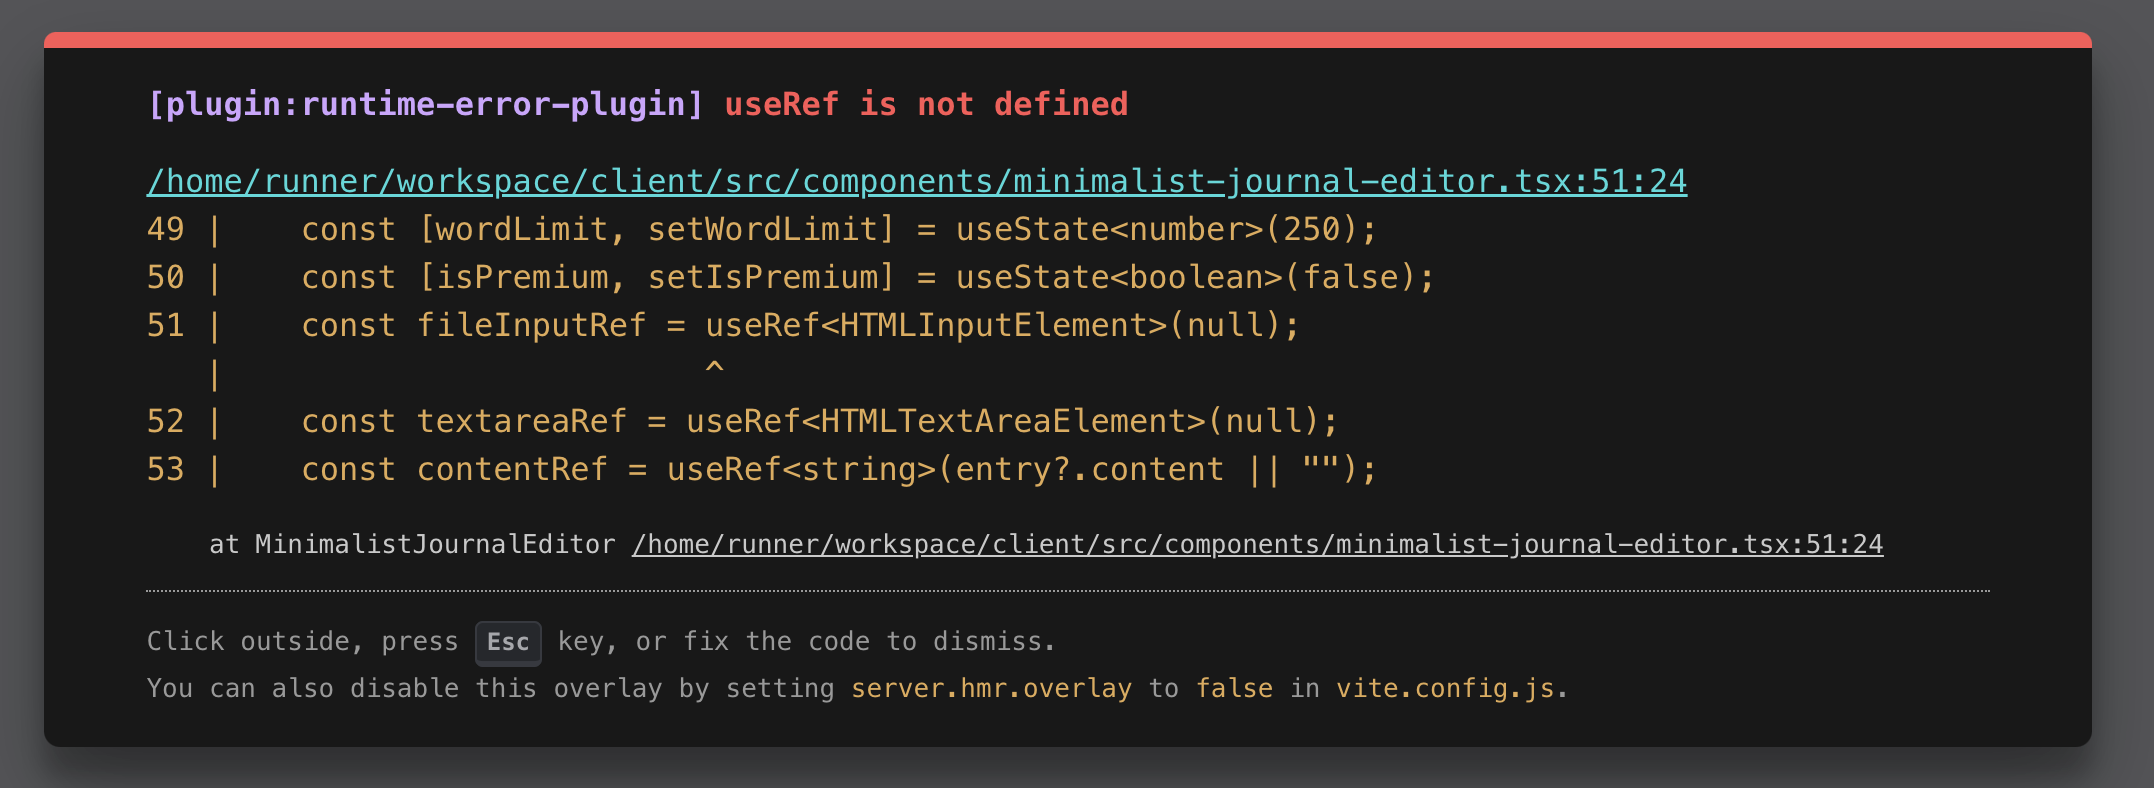 [plugin:runtime-error-plugin] useRef is not defined
/home/runner/workspace/client/src/components/minimalist-journal-editor.tsx:51:24
49 |    const [wordLimit, setWordLimit] = useState<number>(250);
50 |    const [isPremium, setIsPremium] = useState<boolean>(false);
51 |    const fileInputRef = useRef<HTMLInputElement>(null);
   |                         ^
52 |    const textareaRef = useRef<HTMLTextAreaElement>(null);
53 |    const contentRef = useRef<string>(entry?.content || "");
    at MinimalistJournalEditor /home/runner/workspace/client/src/components/minimalist-journal-editor.tsx:51:24
Click outside, press Esc key, or fix the code to dismiss.
You can also disable this overlay by setting server.hmr.overlay to false in vite.config.js.